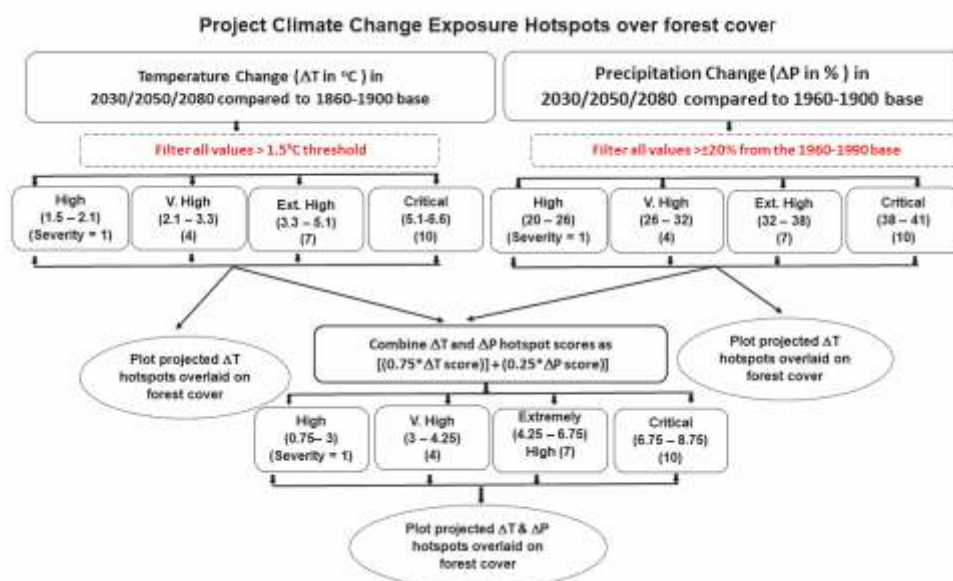 Project Climate Change Exposure Hotspots over forest cover
Temperature Change (ΔT in °C) in
2030/2050/2080 compared to 1860-1900 base
Precipitation Change (ΔP in %) in
2030/2050/2080 compared to 1960-1900 base
Filter all values > 1.5°C threshold
Filter all values >±20% from the 1960-1990 base
High
(1.5 – 2.1)
(Severity = 1)
V. High
(2.1 – 3.3)
(4)
Ext. High
(3.3 – 5.1)
(7)
Critical
(5.1-6.6)
(10)
High
(20 – 26)
(Severity = 1)
V. High
(26 – 32)
(4)
Ext. High
(32 – 38)
(7)
Critical
(38 – 41)
(10)
Plot projected ΔT
hotspots overlaid on
forest cover
Combine ΔT and ΔP hotspot scores as
[(0.75*ΔT score)] + (0.25*ΔP score)]
Plot projected ΔT
hotspots overlaid on
forest cover
High
(0.75– 3)
(Severity = 1)
V. High
(3 – 4.25)
(4)
Extremely
(4.25 – 6.75)
High (7)
Critical
(6.75 – 8.75)
(10)
Plot projected ΔT & ΔP
hotspots overlaid on
forest cover